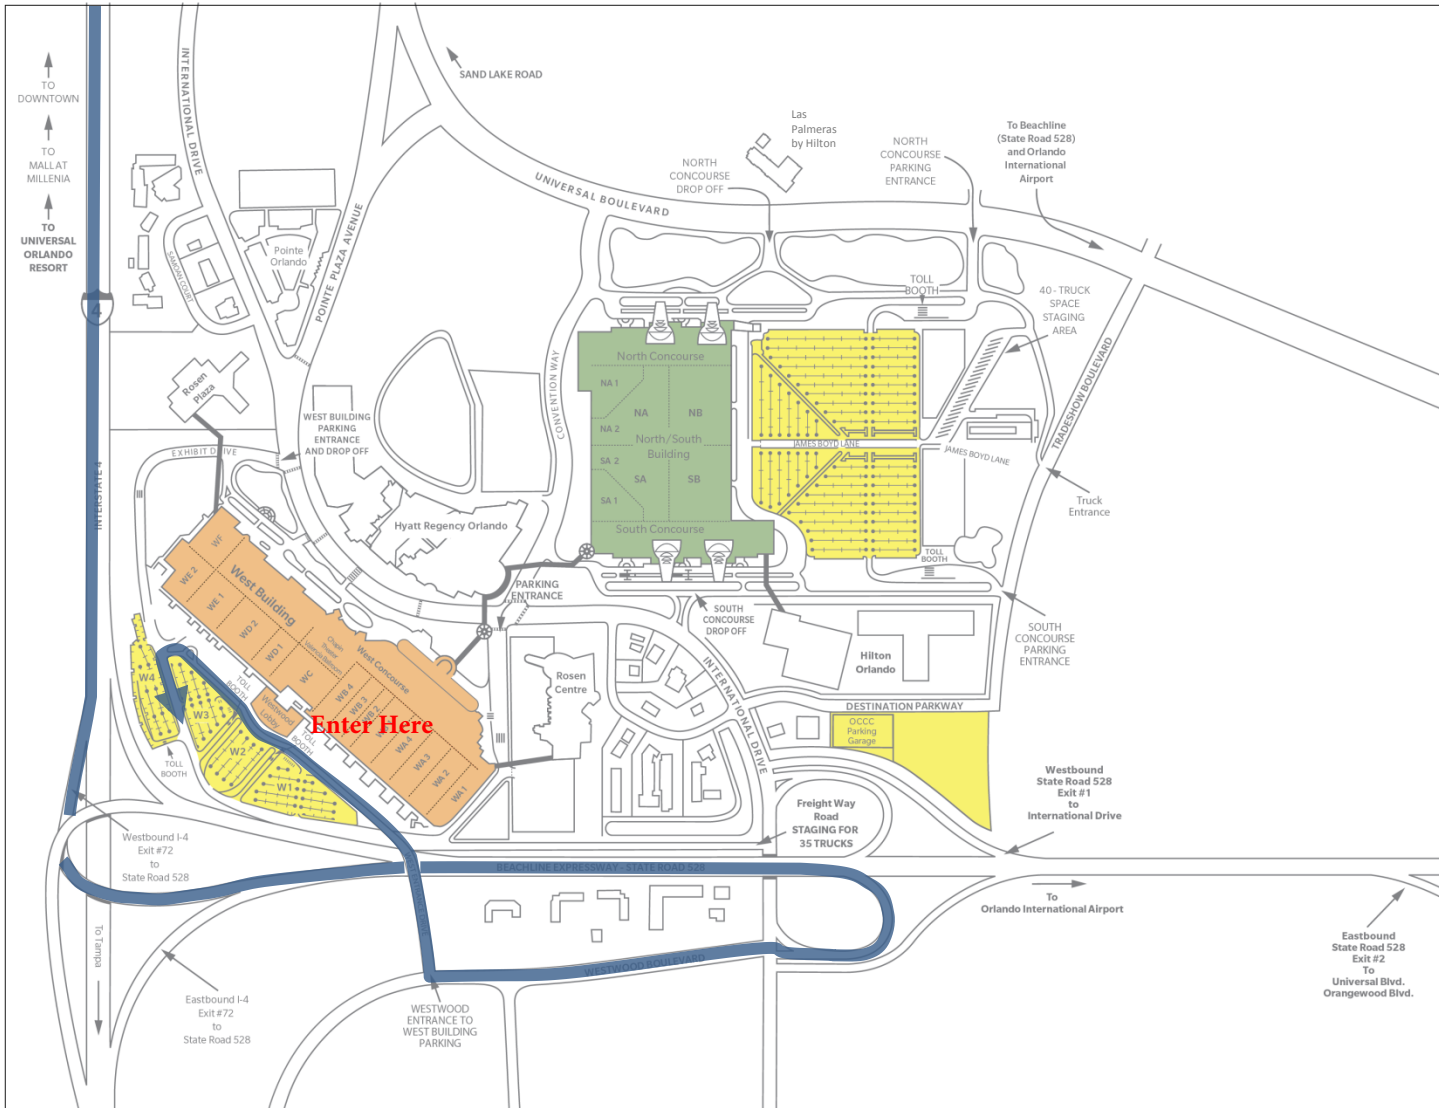 TO
DOWNTOWN
TO
MALLAT
MILLENIA
TO
UNIVERSAL
ORLANDO
RESORT
4
INTERSTATE 4
INTERNATIONAL DRIVE
SAMOAN COURT
Pointe
Orlando
POINTE PLAZA AVENUE
SAND LAKE ROAD
UNIVERSAL BOULEVARD
Las
Palmeras
by Hilton
NORTH
CONCOURSE
DROP OFF
NORTH
CONCOURSE
PARKING
ENTRANCE
To Beachline
(State Road 528)
and Orlando
International
Airport
TOLL
BOOTH
40 - TRUCK
SPACE
STAGING
AREA
TRADESHOW BOULEVARD
JAMES BOYD LANE
JAMES BOYD LANE
Truck
Entrance
TOLL
BOOTH
SOUTH
CONCOURSE
PARKING
ENTRANCE
CONVENTION WAY
North Concourse
NA 1
NA
NB
NA 2
North/South
Building
SA 2
SA
SB
SA 1
South Concourse
Rosen
Plaza
WEST BUILDING
PARKING
ENTRANCE
AND DROP OFF
EXHIBIT DRIVE
Hyatt Regency Orlando
PARKING
ENTRANCE
SOUTH
CONCOURSE
DROP OFF
Hilton
Orlando
WF
WE 2
WE 1
West Building
WD 2
WD 1
WC
Chapin
Theater
Valencia Ballroom
West Concourse
WB 4
WB 3
WB 2
WA 4
WA 3
WA 2
WA 1
Westwood
Lobby
Enter Here
TOLL
BOOTH
TOLL
BOOTH
TOLL
BOOTH
W4
W3
W2
W1
Rosen
Centre
INTERNATIONAL DRIVE
DESTINATION PARKWAY
OCCC
Parking
Garage
Westbound
State Road 528
Exit #1
to
International Drive
Freight Way
Road
STAGING FOR
35 TRUCKS
Westbound I-4
Exit #72
to
State Road 528
BEACHLINE EXPRESSWAY - STATE ROAD 528
To
Orlando International Airport
To Tampa
WESTWOOD BOULEVARD
Eastbound I-4
Exit #72
to
State Road 528
WESTWOOD
ENTRANCE TO
WEST BUILDING
PARKING
Eastbound
State Road 528
Exit #2
To
Universal Blvd.
Orangewood Blvd.